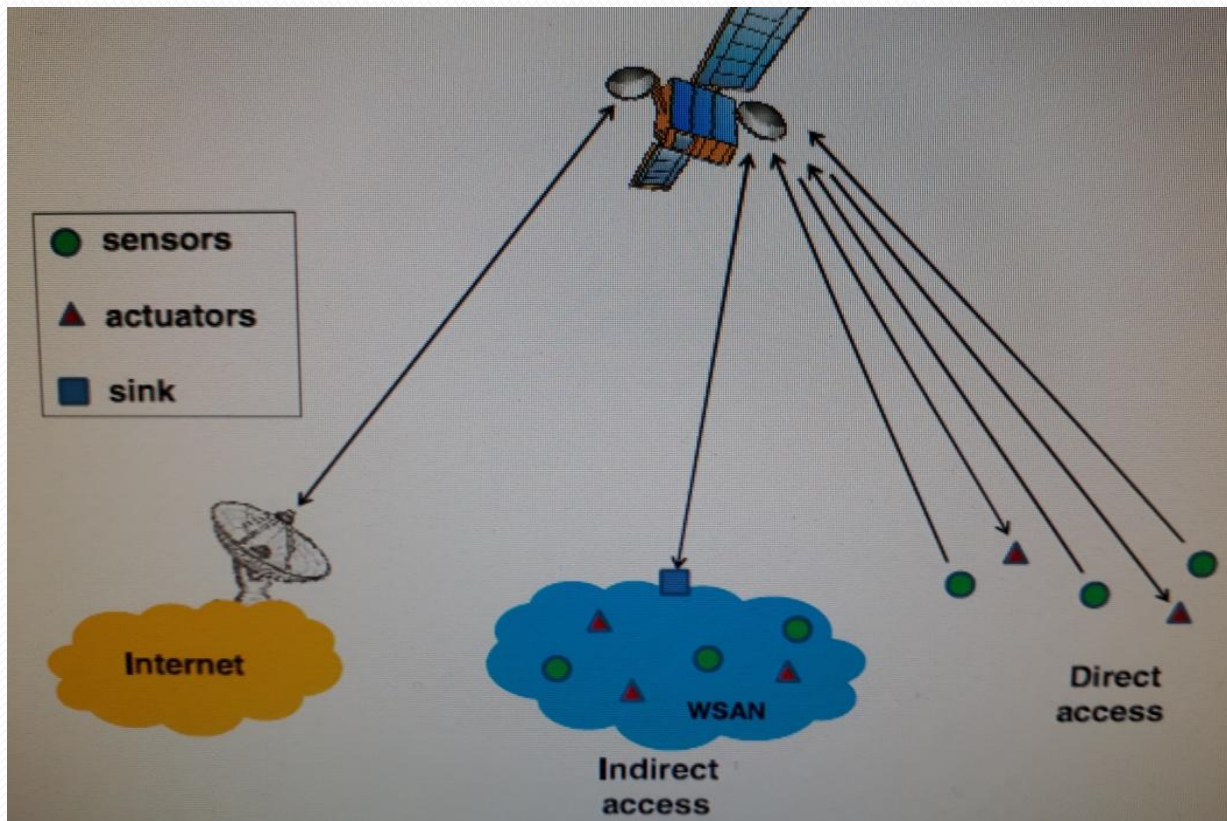 sensors
actuators
sink
Internet
WSAN
Indirect
access
Direct
access